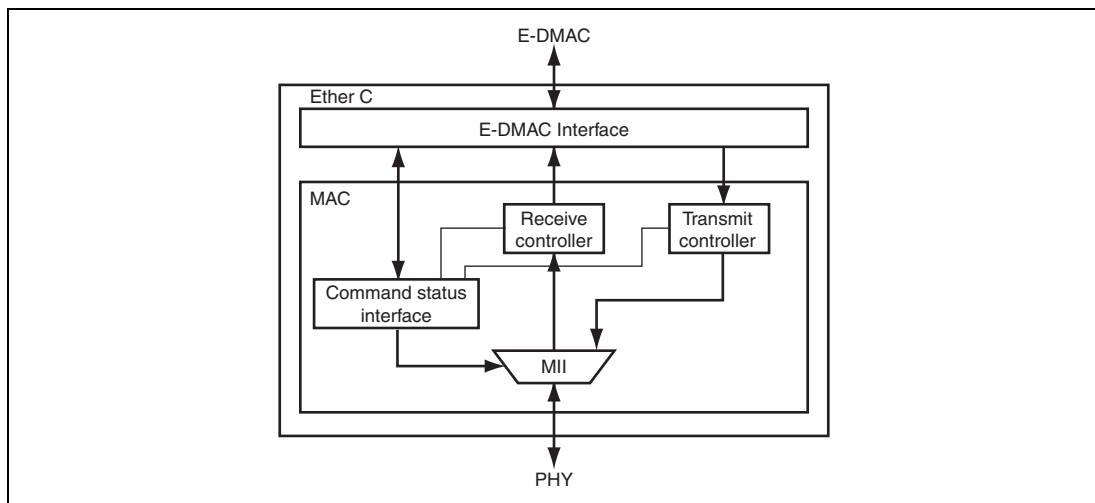 E-DMAC
Ether C
E-DMAC Interface
MAC
Receive
controller
Transmit
controller
Command status
interface
MII
PHY